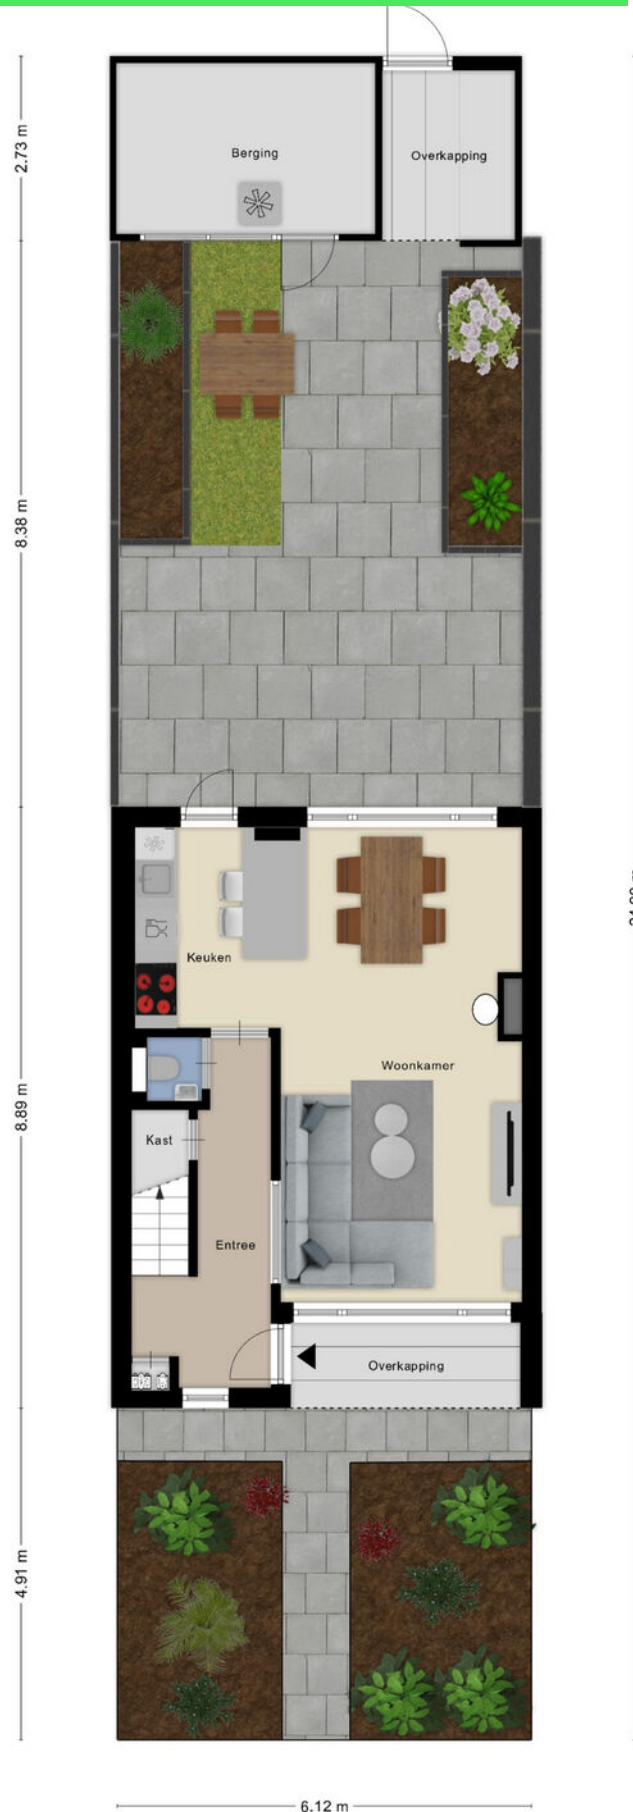 2.73 m
Berging
Overkapping
8.38 m
Keuken
Woonkamer
8.89 m
Kast
Entree
Overkapping
4.91 m
6.12 m